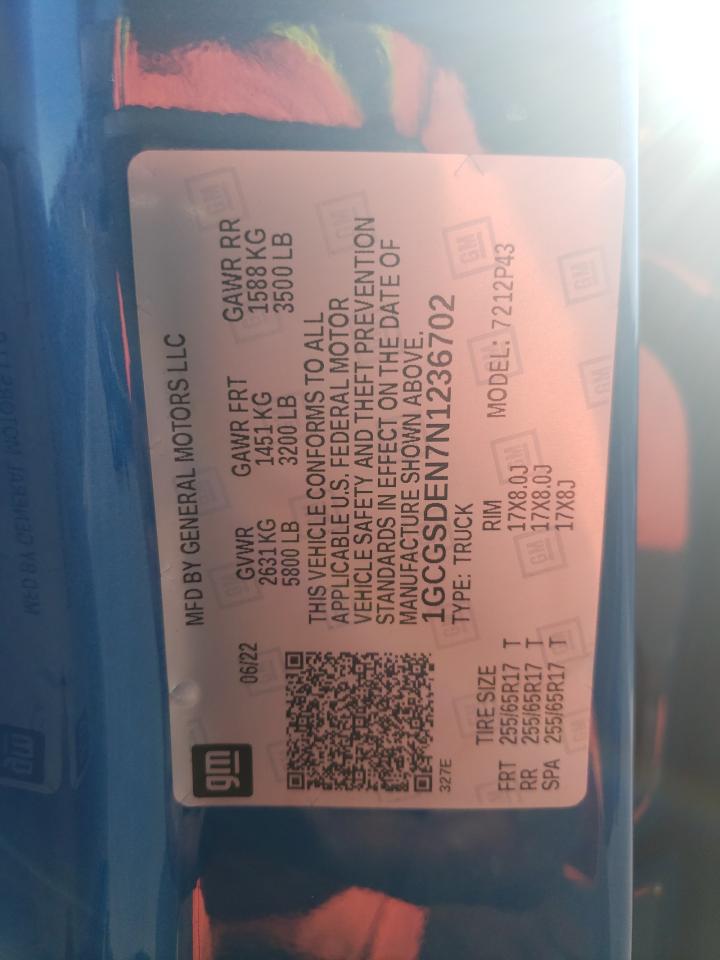 gm
MFD BY GENERAL MOTORS LLC
06/22
GVWR GAWR FRT GAWR RR
2631 KG 1451 KG 1588 KG
5800 LB 3200 LB 3500 LB
THIS VEHICLE CONFORMS TO ALL
APPLICABLE U.S. FEDERAL MOTOR
VEHICLE SAFETY AND THEFT PREVENTION
STANDARDS IN EFFECT ON THE DATE OF
MANUFACTURE SHOWN ABOVE.
1GCGSDEN7N1236702
327E
TYPE: TRUCK MODEL: 7212P43
TIRE SIZE RIM
FRT 255/65R17 T 17X8.0J
RR 255/65R17 T 17X8.0J
SPA 255/65R17 T 17X8J